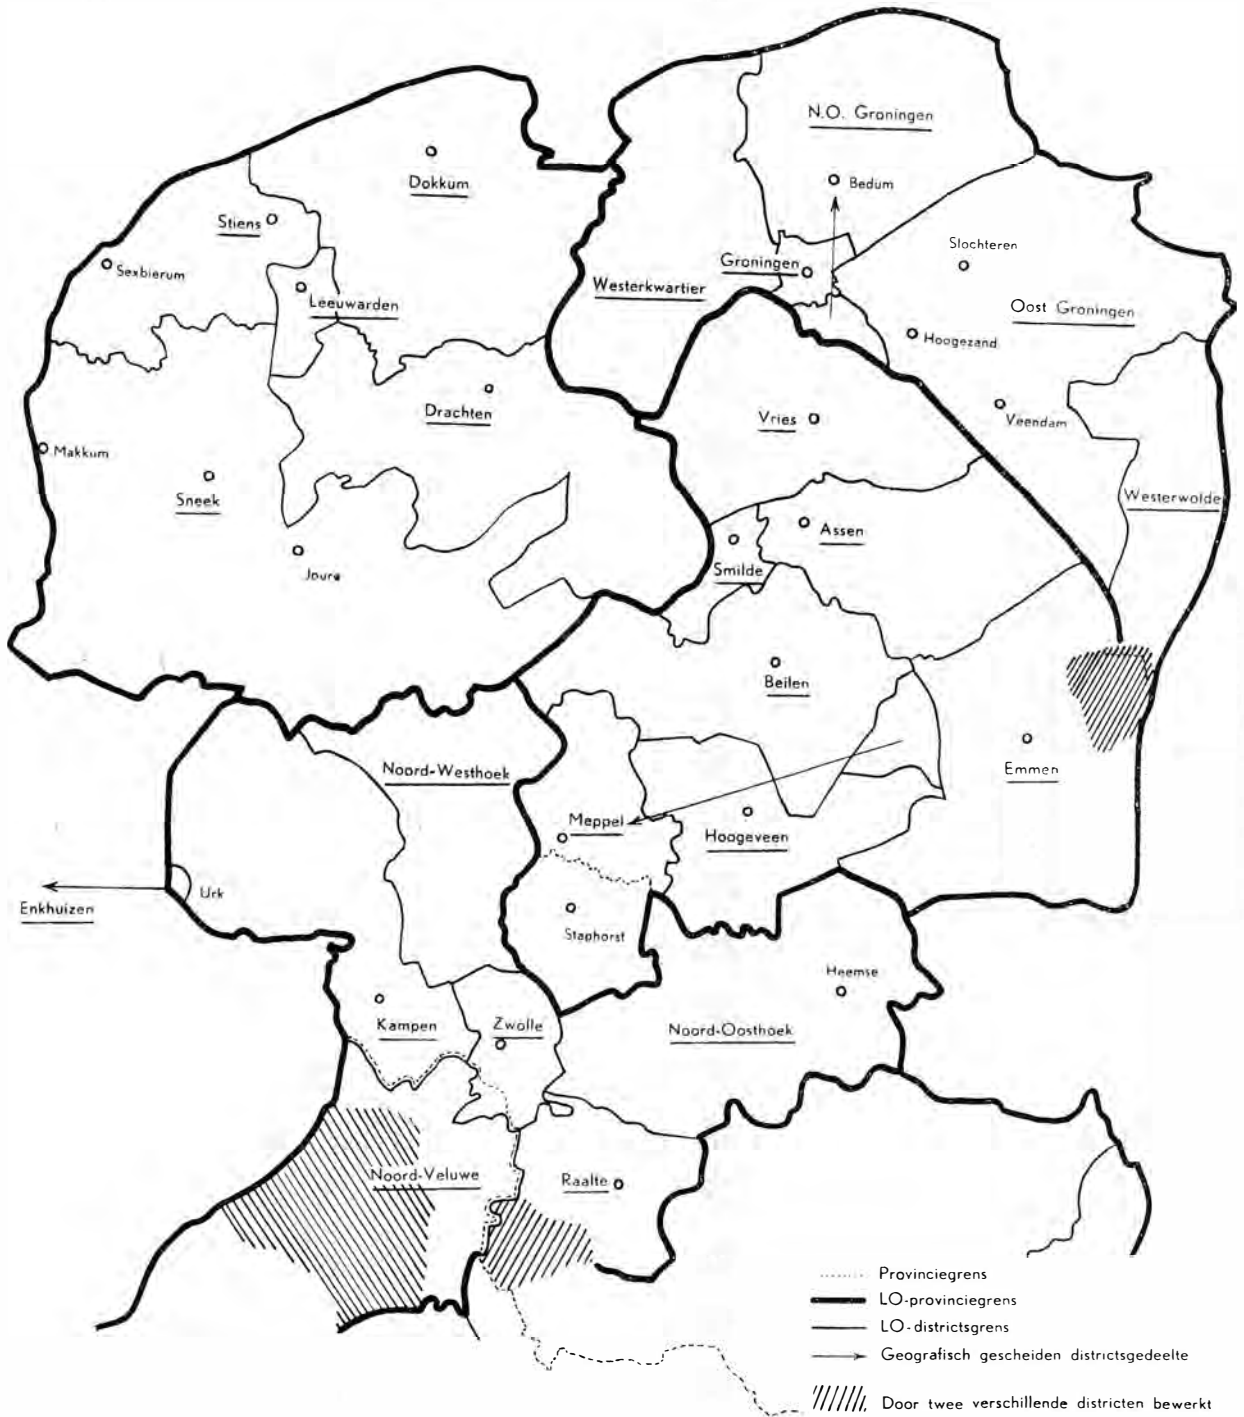 N.O. Groningen
Dokkum
Bedum
Stiens
Slochteren
Sexbierum
Groningen
Westerkwartier
Leeuwarden
Oost Groningen
Hoogezand
Drachten
Vries
Veendam
Makkum
Sneek
Westerwolde
Assen
Joure
Smilde
Beilen
Noord-Westhoek
Emmen
Meppel
Hoogeveen
Urk
Enkhuizen
Staphorst
Heemse
Kampen
Zwolle
Noord-Oosthoek
Noord-Veluwe
Raalte
Provinciegrens
LO-provinciegrens
LO-districtsgrens
Geografisch gescheiden districtsgedeelte
Door twee verschillende districten bewerkt